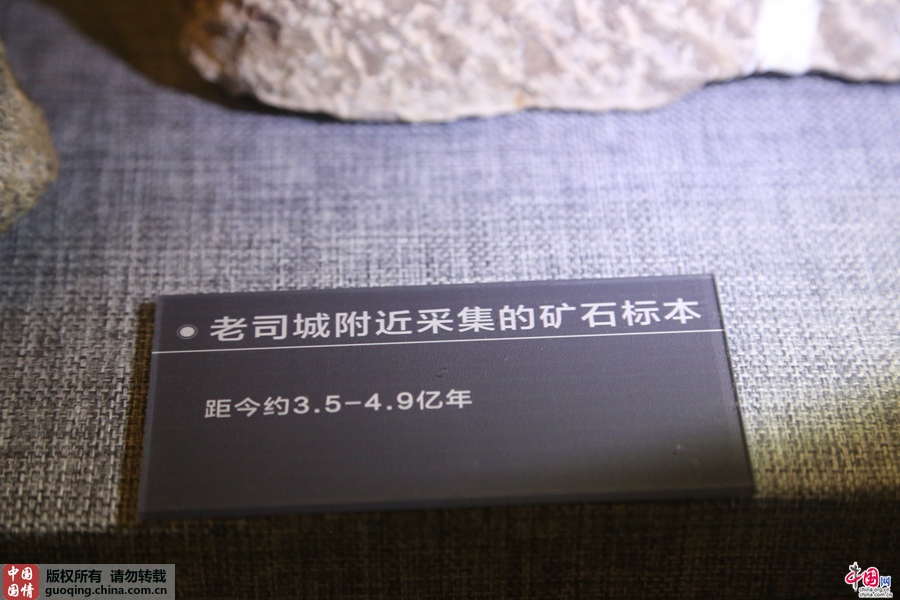 老司城附近采集的矿石标本
距今约3.5-4.9亿年
中国
国情
版权所有 请勿转载
guoqing.china.com.cn
中国网